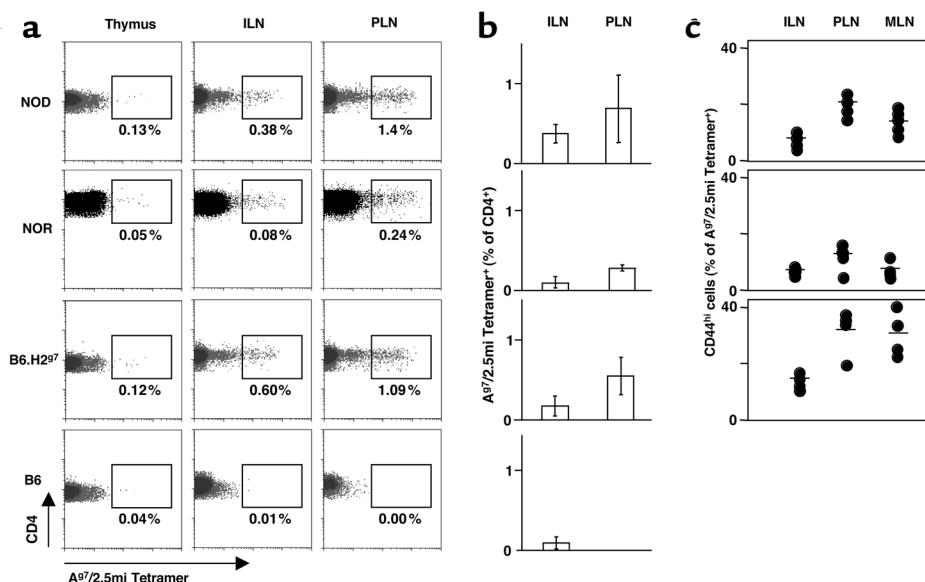 a
Thymus ILN PLN
NOD
0.13% 0.38% 1.4%
NOR
0.05% 0.08% 0.24%
B6.H2g7
0.12% 0.60% 1.09%
B6
0.04% 0.01% 0.00%
CD4
Ag7/2.5mi Tetramer
b
ILN PLN
1
0
1
0
1
0
1
0
Ag7/2.5mi Tetramer+ (% of CD4+)
c
ILN PLN MLN
40
20
0
40
20
0
40
20
0
CD44hi cells (% of Ag7/2.5mi Tetramer+)